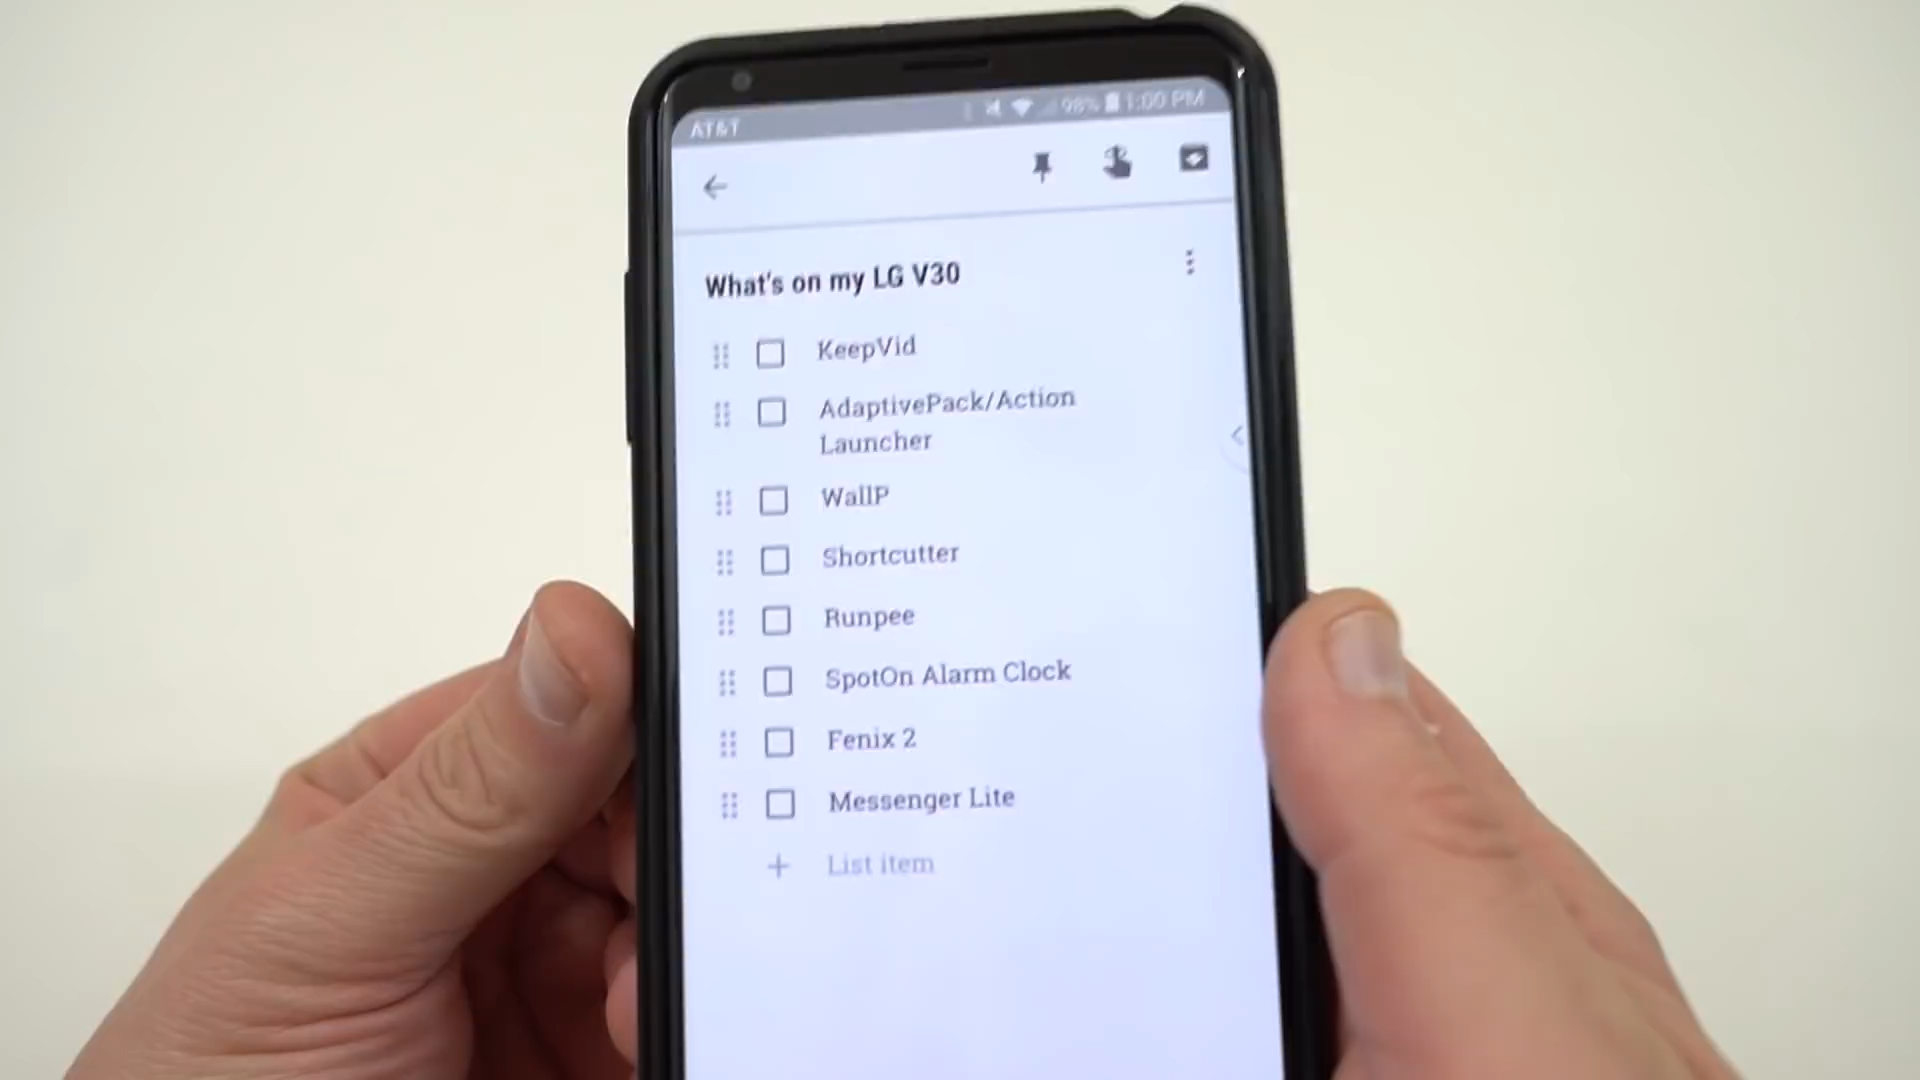 AT&T 98% 1:00 PM
What's on my LG V30
KeepVid
AdaptivePack/Action
Launcher
WallP
Shortcutter
Runpee
SpotOn Alarm Clock
Fenix 2
Messenger Lite
+ List item